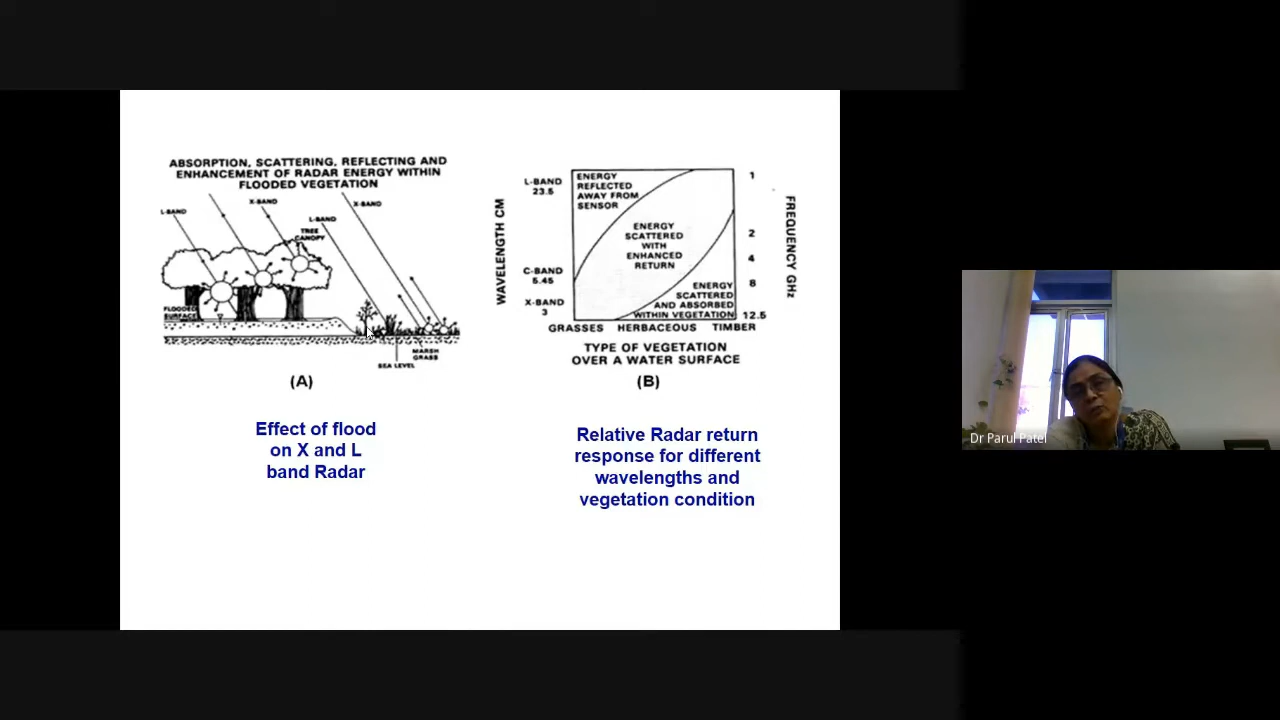 ABSORPTION, SCATTERING, REFLECTING AND
ENHANCEMENT OF RADAR ENERGY WITHIN
FLOODED VEGETATION
L-BAND
X-BAND
X-BAND
L-BAND
TREE
CANOPY
FLOODED
SURFACE
MARSH
GRASS
SEA LEVEL
(A)
Effect of flood
on X and L
band Radar
WAVELENGTH CM
L-BAND
23.5
C-BAND
5.45
X-BAND
3
ENERGY
REFLECTED
AWAY FROM
SENSOR
ENERGY
SCATTERED
WITH
ENHANCED
RETURN
ENERGY
SCATTERED
AND ABSORBED
WITHIN VEGETATION
1
2
4
8
12.5
FREQUENCY GHz
GRASSES HERBACEOUS TIMBER
TYPE OF VEGETATION
OVER A WATER SURFACE
(B)
Relative Radar return
response for different
wavelengths and
vegetation condition
Dr Parul Patel